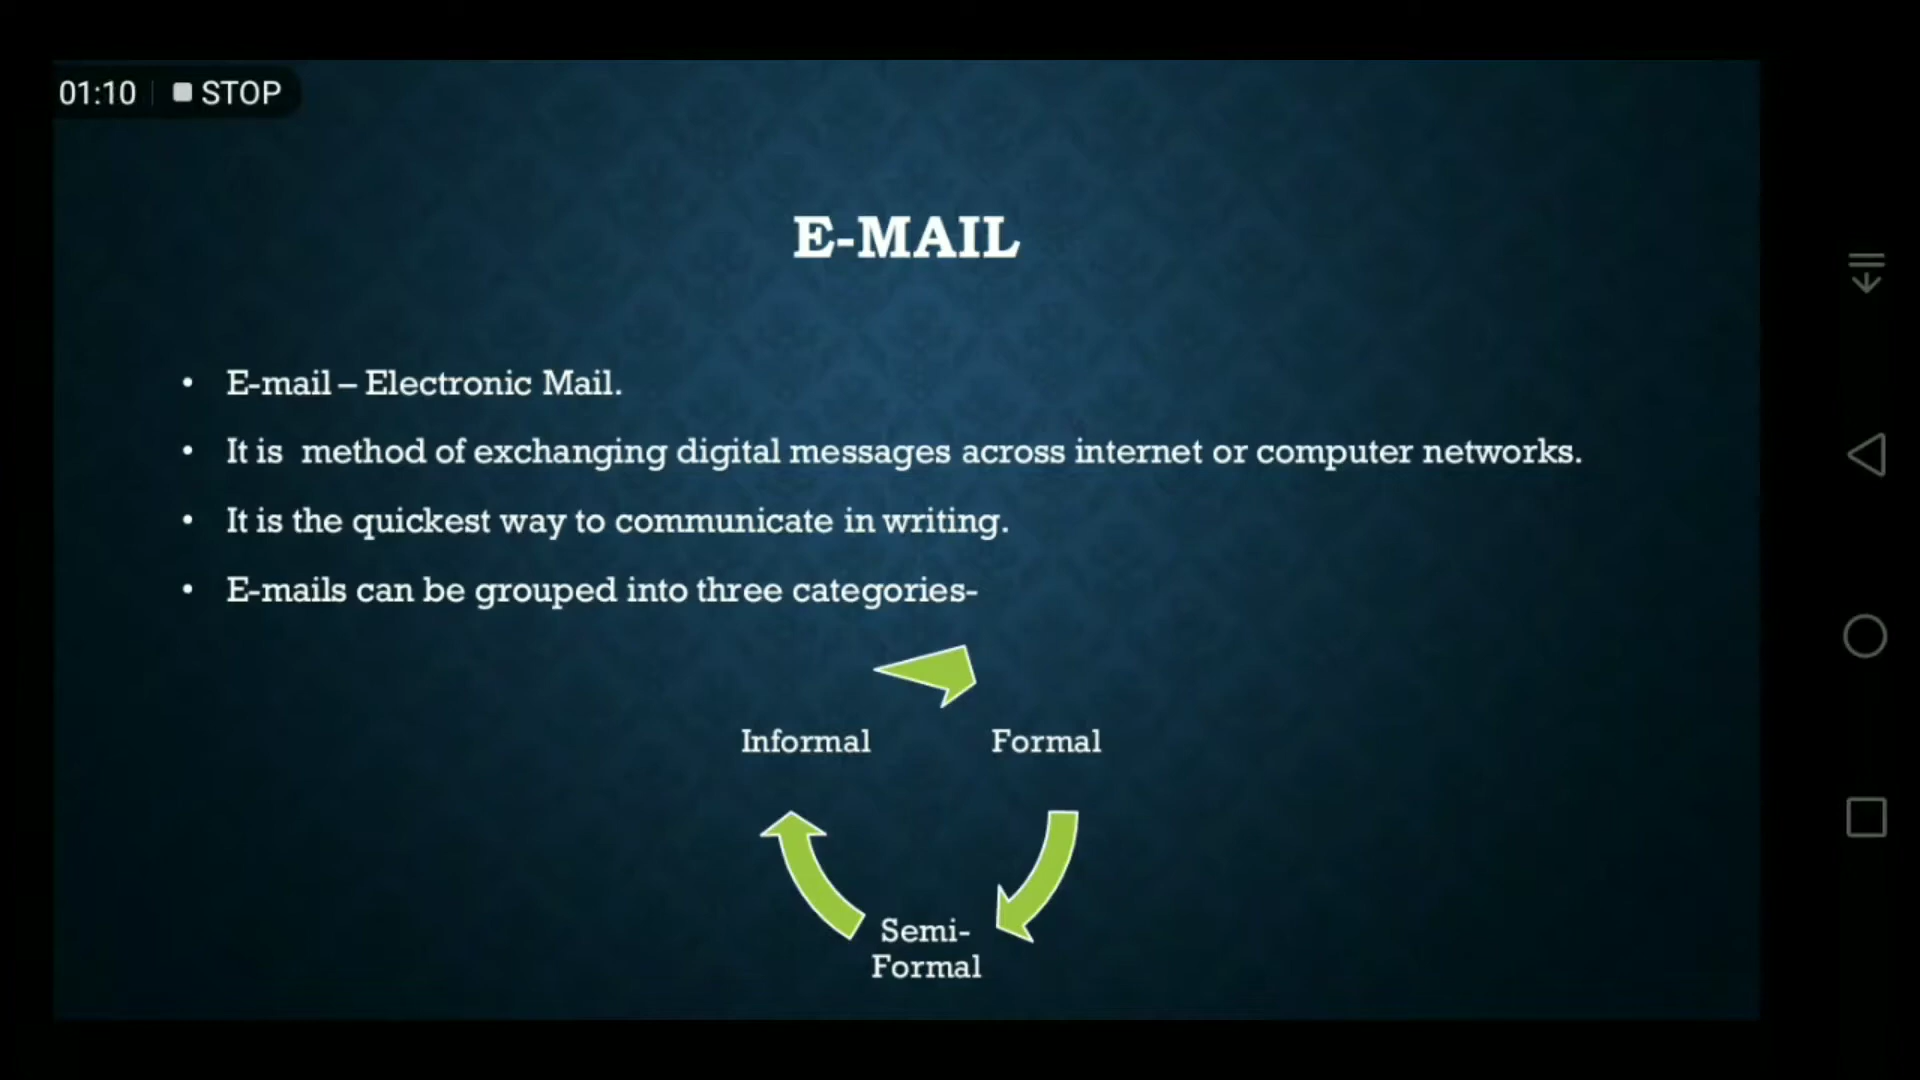 01:10 STOP
E-MAIL
• E-mail – Electronic Mail.
• It is method of exchanging digital messages across internet or computer networks.
• It is the quickest way to communicate in writing.
• E-mails can be grouped into three categories-
Informal
Formal
Semi-
Formal